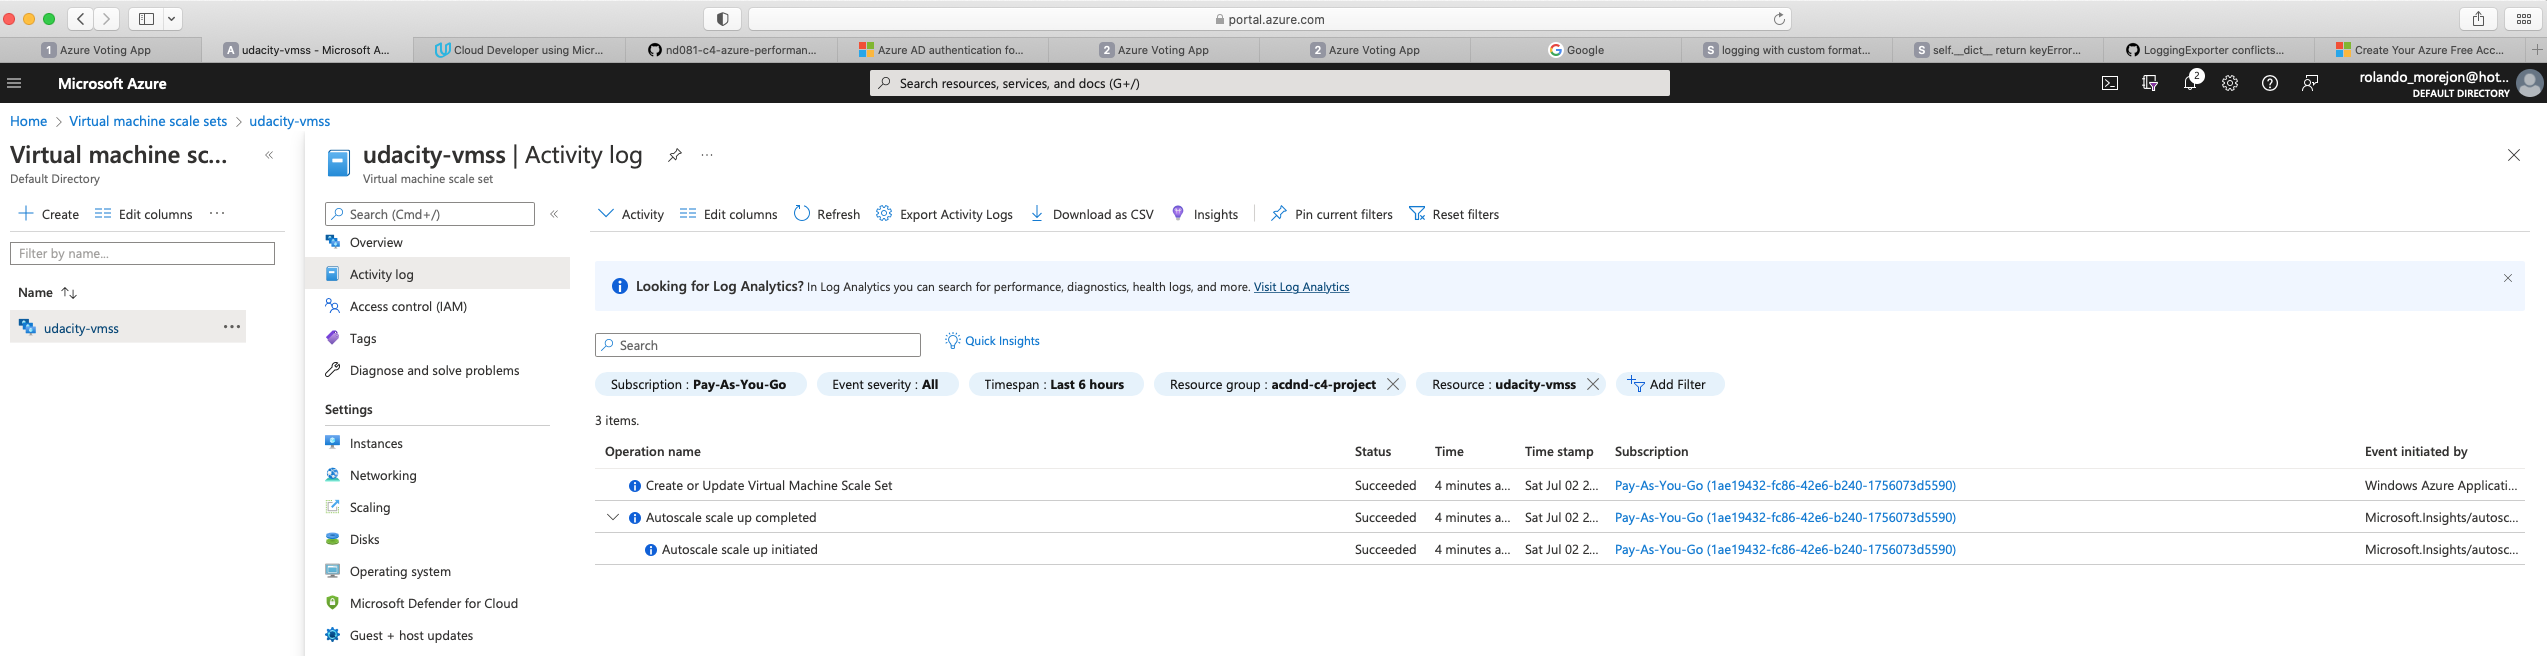 portal.azure.com
1 Azure Voting App
A udacity-vmss - Microsoft A...
Cloud Developer using Micr...
nd081-c4-azure-performan...
Azure AD authentication fo...
2 Azure Voting App
2 Azure Voting App
Google
S logging with custom format...
S self.__dict__ return keyError...
LoggingExporter conflicts...
Create Your Azure Free Acc...
Microsoft Azure
Search resources, services, and docs (G+/)
2
rolando_morejon@hot...
DEFAULT DIRECTORY
Home > Virtual machine scale sets > udacity-vmss
Virtual machine sc...
Default Directory
Create
Edit columns
Filter by name...
Name
udacity-vmss
udacity-vmss | Activity log
Virtual machine scale set
Search (Cmd+/)
Overview
Activity log
Access control (IAM)
Tags
Diagnose and solve problems
Settings
Instances
Networking
Scaling
Disks
Operating system
Microsoft Defender for Cloud
Guest + host updates
Activity
Edit columns
Refresh
Export Activity Logs
Download as CSV
Insights
Pin current filters
Reset filters
Looking for Log Analytics? In Log Analytics you can search for performance, diagnostics, health logs, and more. Visit Log Analytics
Search
Quick Insights
Subscription : Pay-As-You-Go
Event severity : All
Timespan : Last 6 hours
Resource group : acdnd-c4-project
Resource : udacity-vmss
Add Filter
3 items.
Operation name Status Time Time stamp Subscription Event initiated by
Create or Update Virtual Machine Scale Set Succeeded 4 minutes a... Sat Jul 02 2... Pay-As-You-Go (1ae19432-fc86-42e6-b240-1756073d5590) Windows Azure Applicati...
Autoscale scale up completed Succeeded 4 minutes a... Sat Jul 02 2... Pay-As-You-Go (1ae19432-fc86-42e6-b240-1756073d5590) Microsoft.Insights/autosc...
Autoscale scale up initiated Succeeded 4 minutes a... Sat Jul 02 2... Pay-As-You-Go (1ae19432-fc86-42e6-b240-1756073d5590) Microsoft.Insights/autosc...